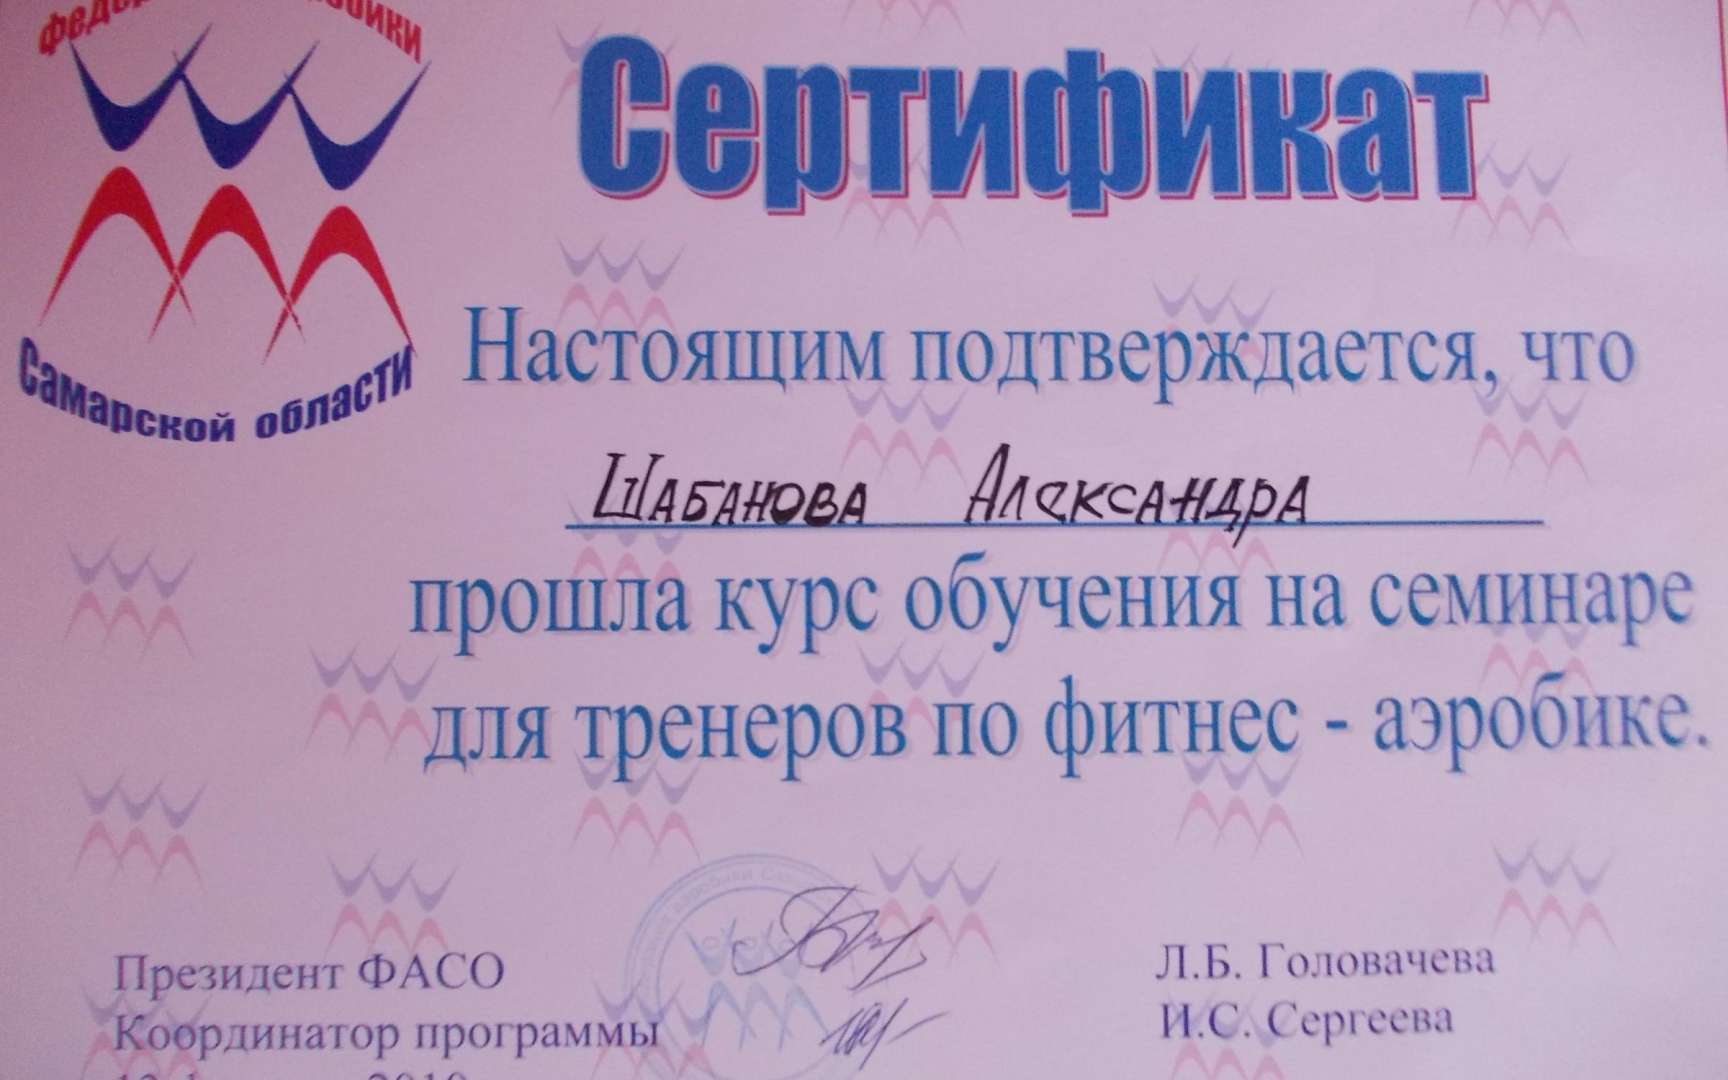 Сертификат
Самарской области
Настоящим подтверждается, что
Шабанова Александра
прошла курс обучения на семинаре
для тренеров по фитнес - аэробике.
Президент ФАСО Л.Б. Головачева
Координатор программы И.С. Сергеева